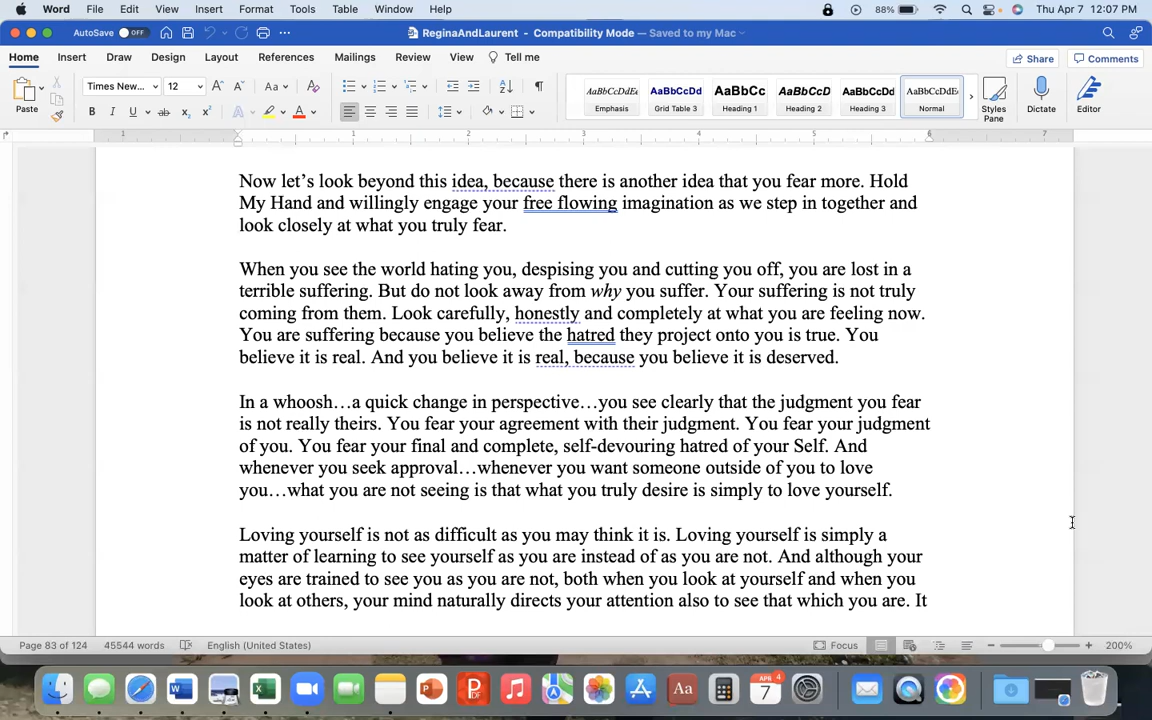 Word File Edit View Insert Format Tools Table Window Help 88% Thu Apr 7 12:07 PM
AutoSave OFF ReginaAndLaurent - Compatibility Mode — Saved to my Mac
Home Insert Draw Design Layout References Mailings Review View Tell me Share Comments
Paste Times New... 12 Aa
B I U ab x₂ x² A A
AaBbCcDdEe AaBbCcDd AaBbCc AaBbCcD AaBbCcDd AaBbCcDdEe
Emphasis Grid Table 3 Heading 1 Heading 2 Heading 3 Normal Styles Pane Dictate Editor
1 1 2 3 4 5 6 7
Now let’s look beyond this idea, because there is another idea that you fear more. Hold
My Hand and willingly engage your free flowing imagination as we step in together and
look closely at what you truly fear.
When you see the world hating you, despising you and cutting you off, you are lost in a
terrible suffering. But do not look away from why you suffer. Your suffering is not truly
coming from them. Look carefully, honestly and completely at what you are feeling now.
You are suffering because you believe the hatred they project onto you is true. You
believe it is real. And you believe it is real, because you believe it is deserved.
In a whoosh…a quick change in perspective…you see clearly that the judgment you fear
is not really theirs. You fear your agreement with their judgment. You fear your judgment
of you. You fear your final and complete, self-devouring hatred of your Self. And
whenever you seek approval…whenever you want someone outside of you to love
you…what you are not seeing is that what you truly desire is simply to love yourself.
Loving yourself is not as difficult as you may think it is. Loving yourself is simply a
matter of learning to see yourself as you are instead of as you are not. And although your
eyes are trained to see you as you are not, both when you look at yourself and when you
look at others, your mind naturally directs your attention also to see that which you are. It
Page 83 of 124 45544 words English (United States) Focus 200%
APR 7 4
Aa